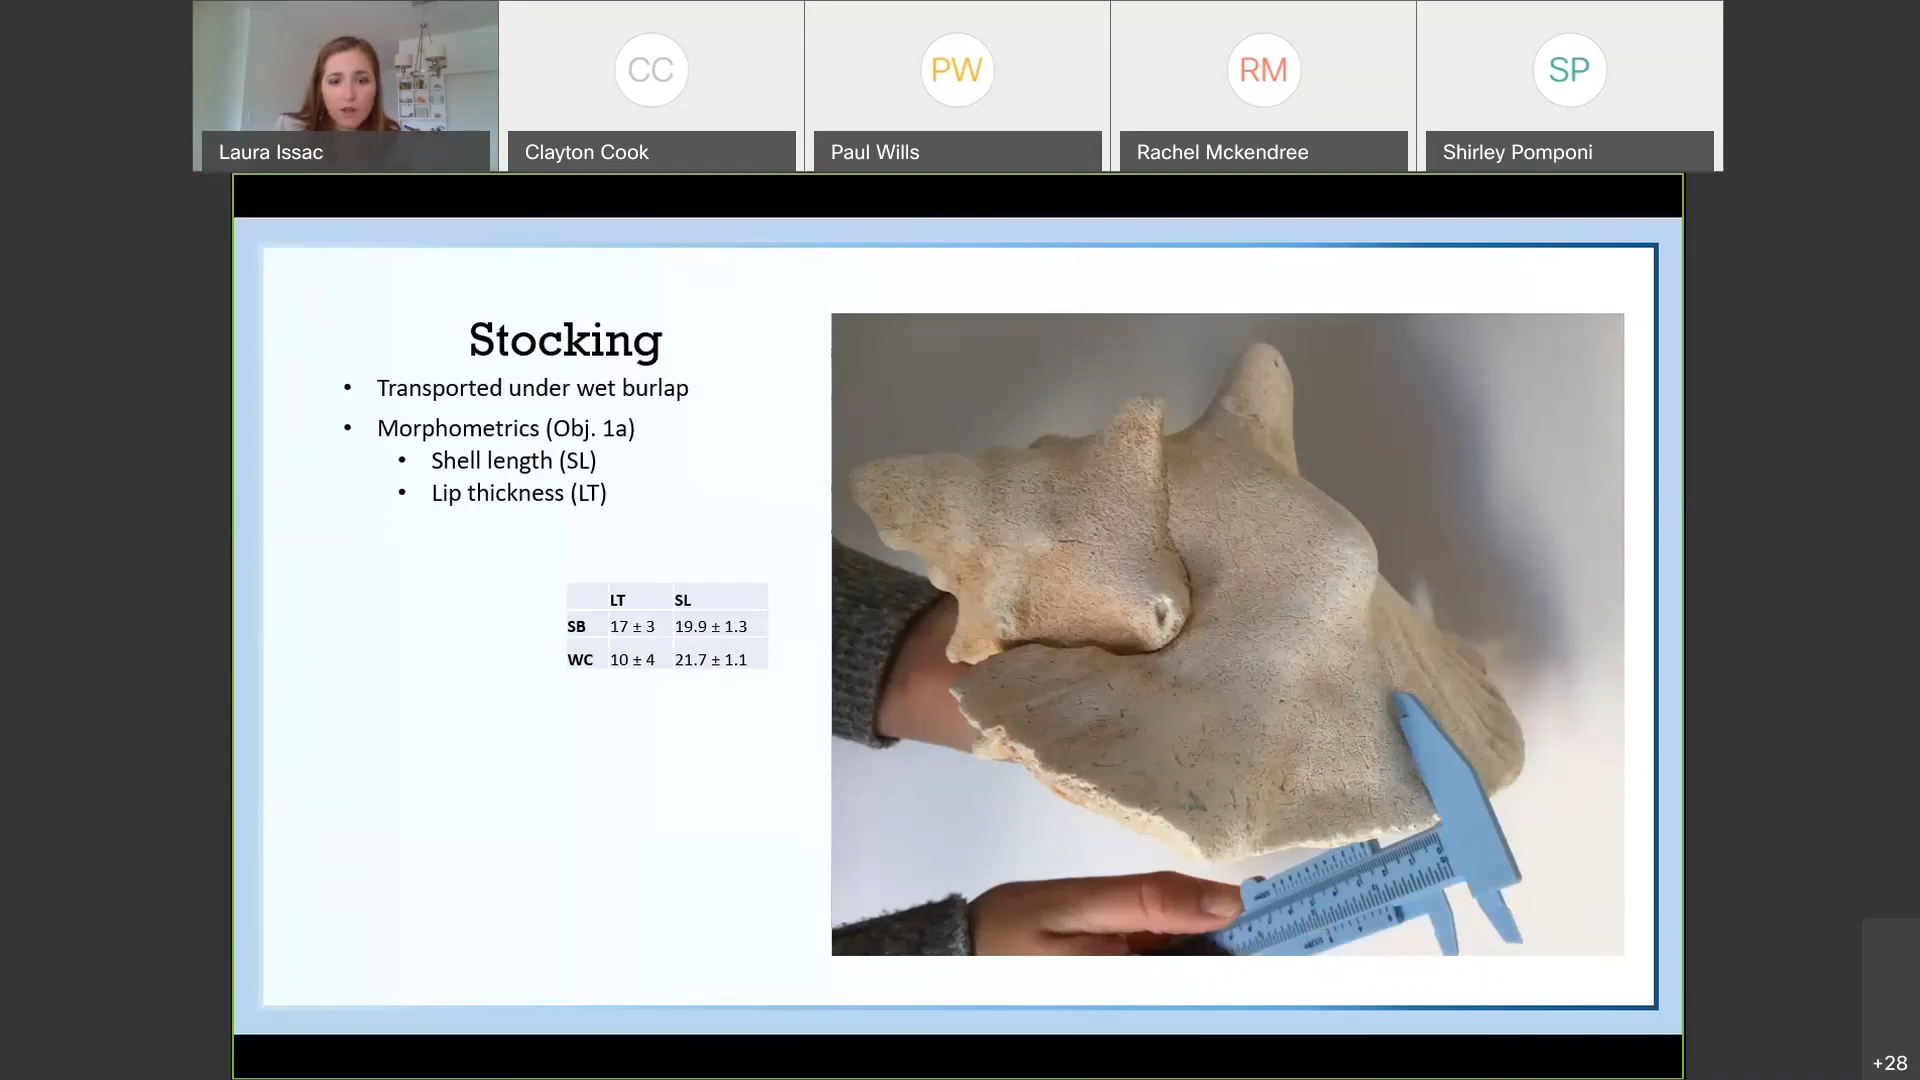 CC
PW
RM
SP
Laura Issac
Clayton Cook
Paul Wills
Rachel Mckendree
Shirley Pomponi
Stocking
• Transported under wet burlap
• Morphometrics (Obj. 1a)
• Shell length (SL)
• Lip thickness (LT)
LT SL
SB 17 ± 3 19.9 ± 1.3
WC 10 ± 4 21.7 ± 1.1
+28